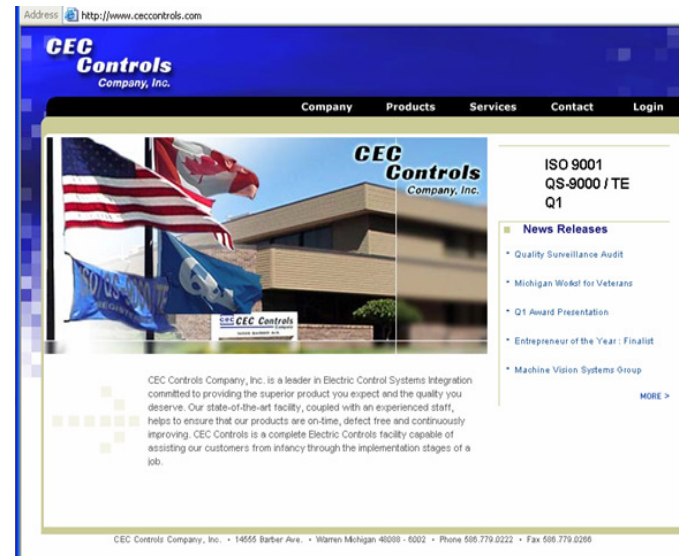 Address http://www.ceccontrols.com
CEC
Controls
Company, Inc.
Company Products Services Contact Login
CEC
Controls
Company, Inc.
ISO 9001
QS-9000 / TE
Q1
News Releases
Quality Surveillance Audit
Michigan Works! for Veterans
Q1 Award Presentation
Entrepreneur of the Year : Finalist
Machine Vision Systems Group
MORE >
CEC Controls
Company
CEC Controls Company, Inc. is a leader in Electric Control Systems Integration
committed to providing the superior product you expect and the quality you
deserve. Our state-of-the-art facility, coupled with an experienced staff,
helps to ensure that our products are on-time, defect free and continuously
improving. CEC Controls is a complete Electric Controls facility capable of
assisting our customers from infancy through the implementation stages of a
job.
CEC Controls Company, Inc. • 14555 Barber Ave. • Warren Michigan 48088 - 6002 • Phone 586.779.0222 • Fax 586.779.0266